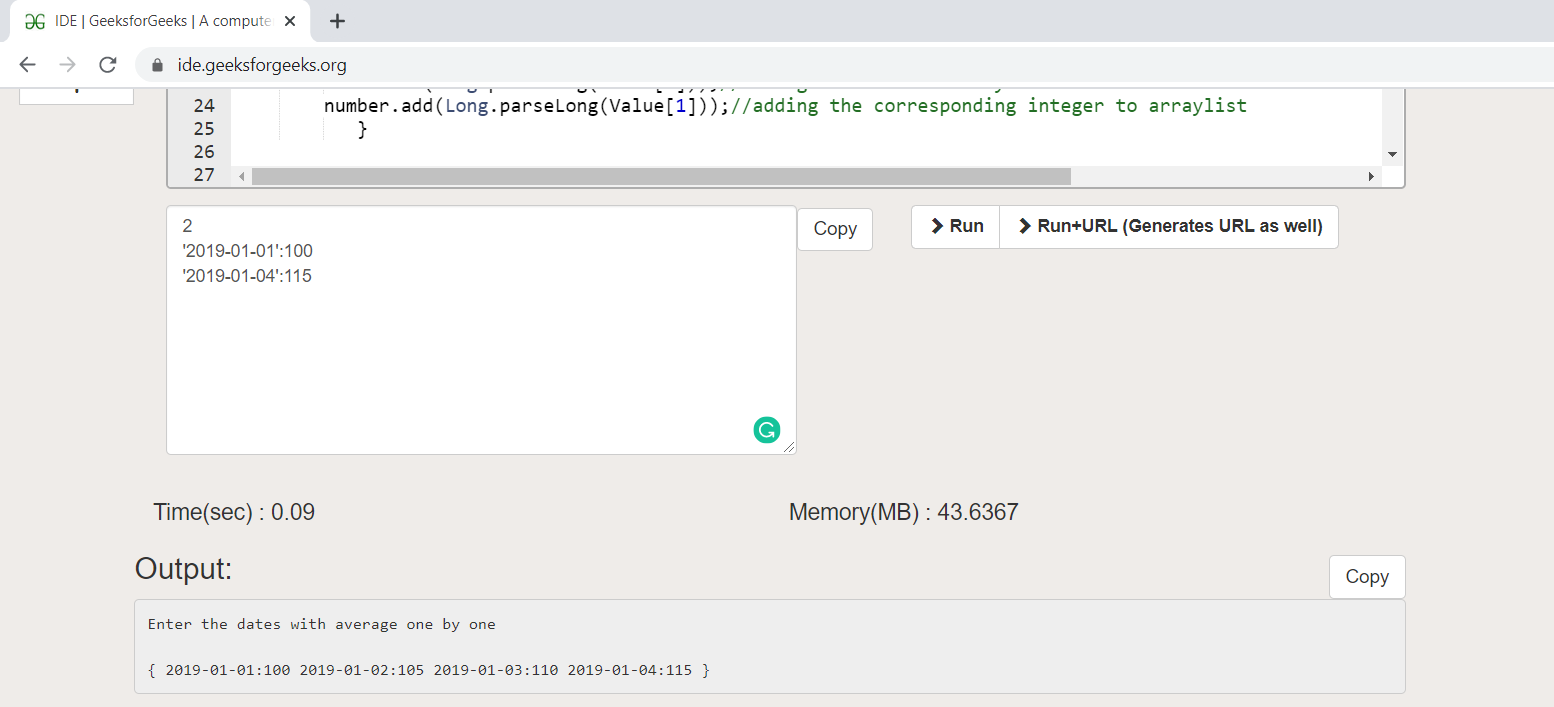 IDE | GeeksforGeeks | A compute
ide.geeksforgeeks.org
24 number.add(Long.parseLong(Value[1]));//adding the corresponding integer to arraylist
25 }
26
27
2
'2019-01-01':100
'2019-01-04':115
Copy
Run
Run+URL (Generates URL as well)
Time(sec) : 0.09
Memory(MB) : 43.6367
Output:
Copy
Enter the dates with average one by one
{ 2019-01-01:100 2019-01-02:105 2019-01-03:110 2019-01-04:115 }